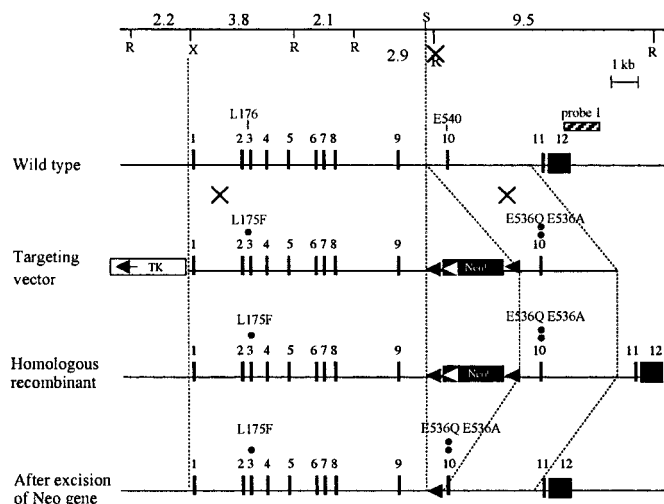 2.2 3.8 2.1 S 9.5
R X R R 2.9 R R
1 kb
L176 E540 probe 1
1 2 3 4 5 6 7 8 9 10 11 12
Wild type
L175F E536Q E536A
1 2 3 4 5 6 7 8 9 10
Targeting
vector
TK Neo
L175F E536Q E536A
1 2 3 4 5 6 7 8 9 10 11 12
Homologous
recombinant
Neo
L175F E536Q E536A
1 2 3 4 5 6 7 8 9 10 11 12
After excision
of Neo gene